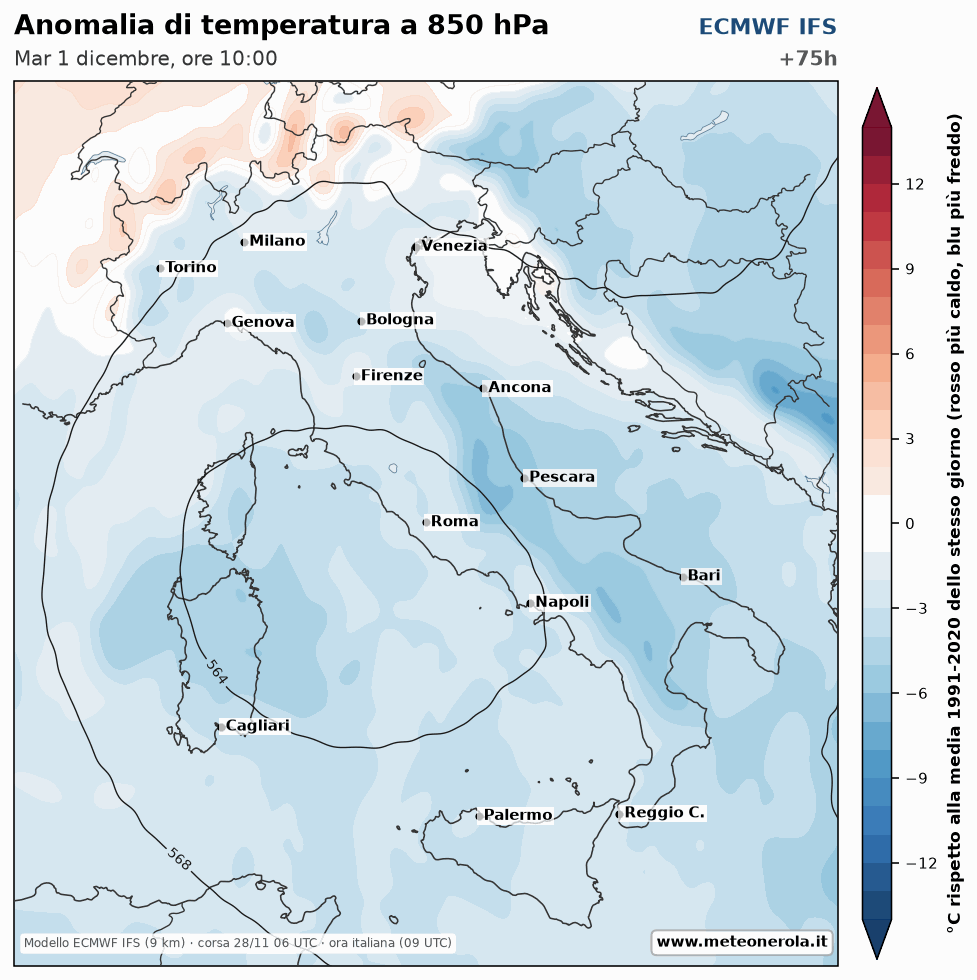 Anomalia di temperatura a 850 hPa
ECMWF IFS
Mar 1 dicembre, ore 10:00
+75h
Milano
Venezia
Torino
Genova
Bologna
Firenze
Ancona
Pescara
Roma
Bari
Napoli
564
Cagliari
Palermo
Reggio C.
568
12
9
6
3
0
−3
−6
−9
−12
°C rispetto alla media 1991-2020 dello stesso giorno (rosso più caldo, blu più freddo)
Modello ECMWF IFS (9 km) · corsa 28/11 06 UTC · ora italiana (09 UTC)
www.meteonerola.it